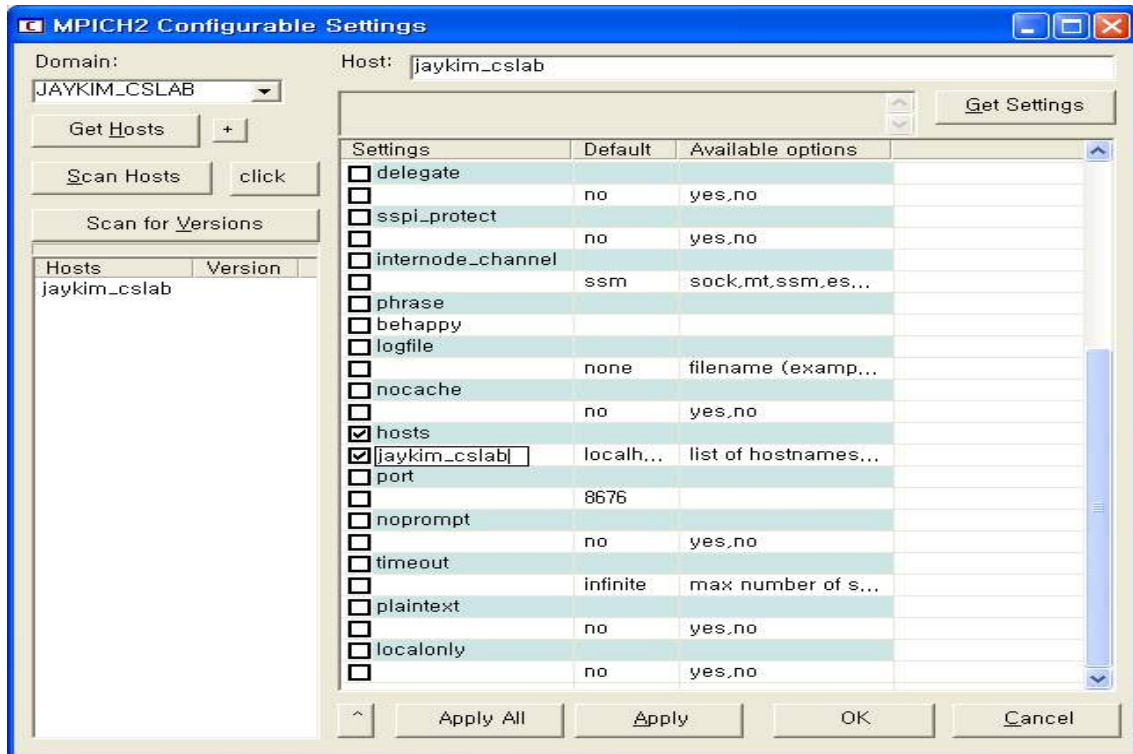 MPICH2 Configurable Settings
Domain:
JAYKIM_CSLAB
Get Hosts
+
Scan Hosts
click
Scan for Versions
Hosts Version
jaykim_cslab
Host: jaykim_cslab
Get Settings
Settings Default Available options
delegate
no yes,no
sspi_protect
no yes,no
internode_channel
ssm sock,mt,ssm,es...
phrase
behappy
logfile
none filename (examp...
nocache
no yes,no
hosts
jaykim_cslab localh... list of hostnames...
port
8676
noprompt
no yes,no
timeout
infinite max number of s...
plaintext
no yes,no
localonly
no yes,no
^
Apply All
Apply
OK
Cancel